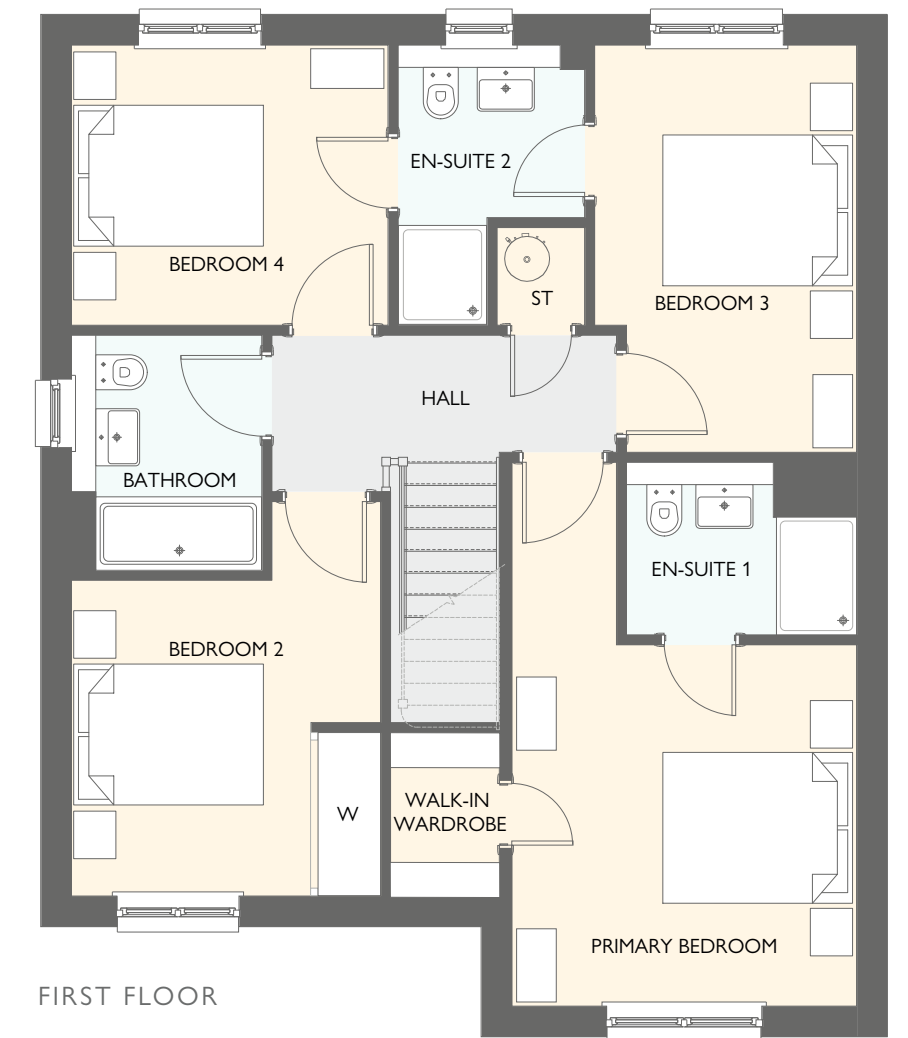 EN-SUITE 2
BEDROOM 4
ST
BEDROOM 3
HALL
BATHROOM
EN-SUITE 1
BEDROOM 2
WALK-IN
WARDROBE
W
PRIMARY BEDROOM
FIRST FLOOR